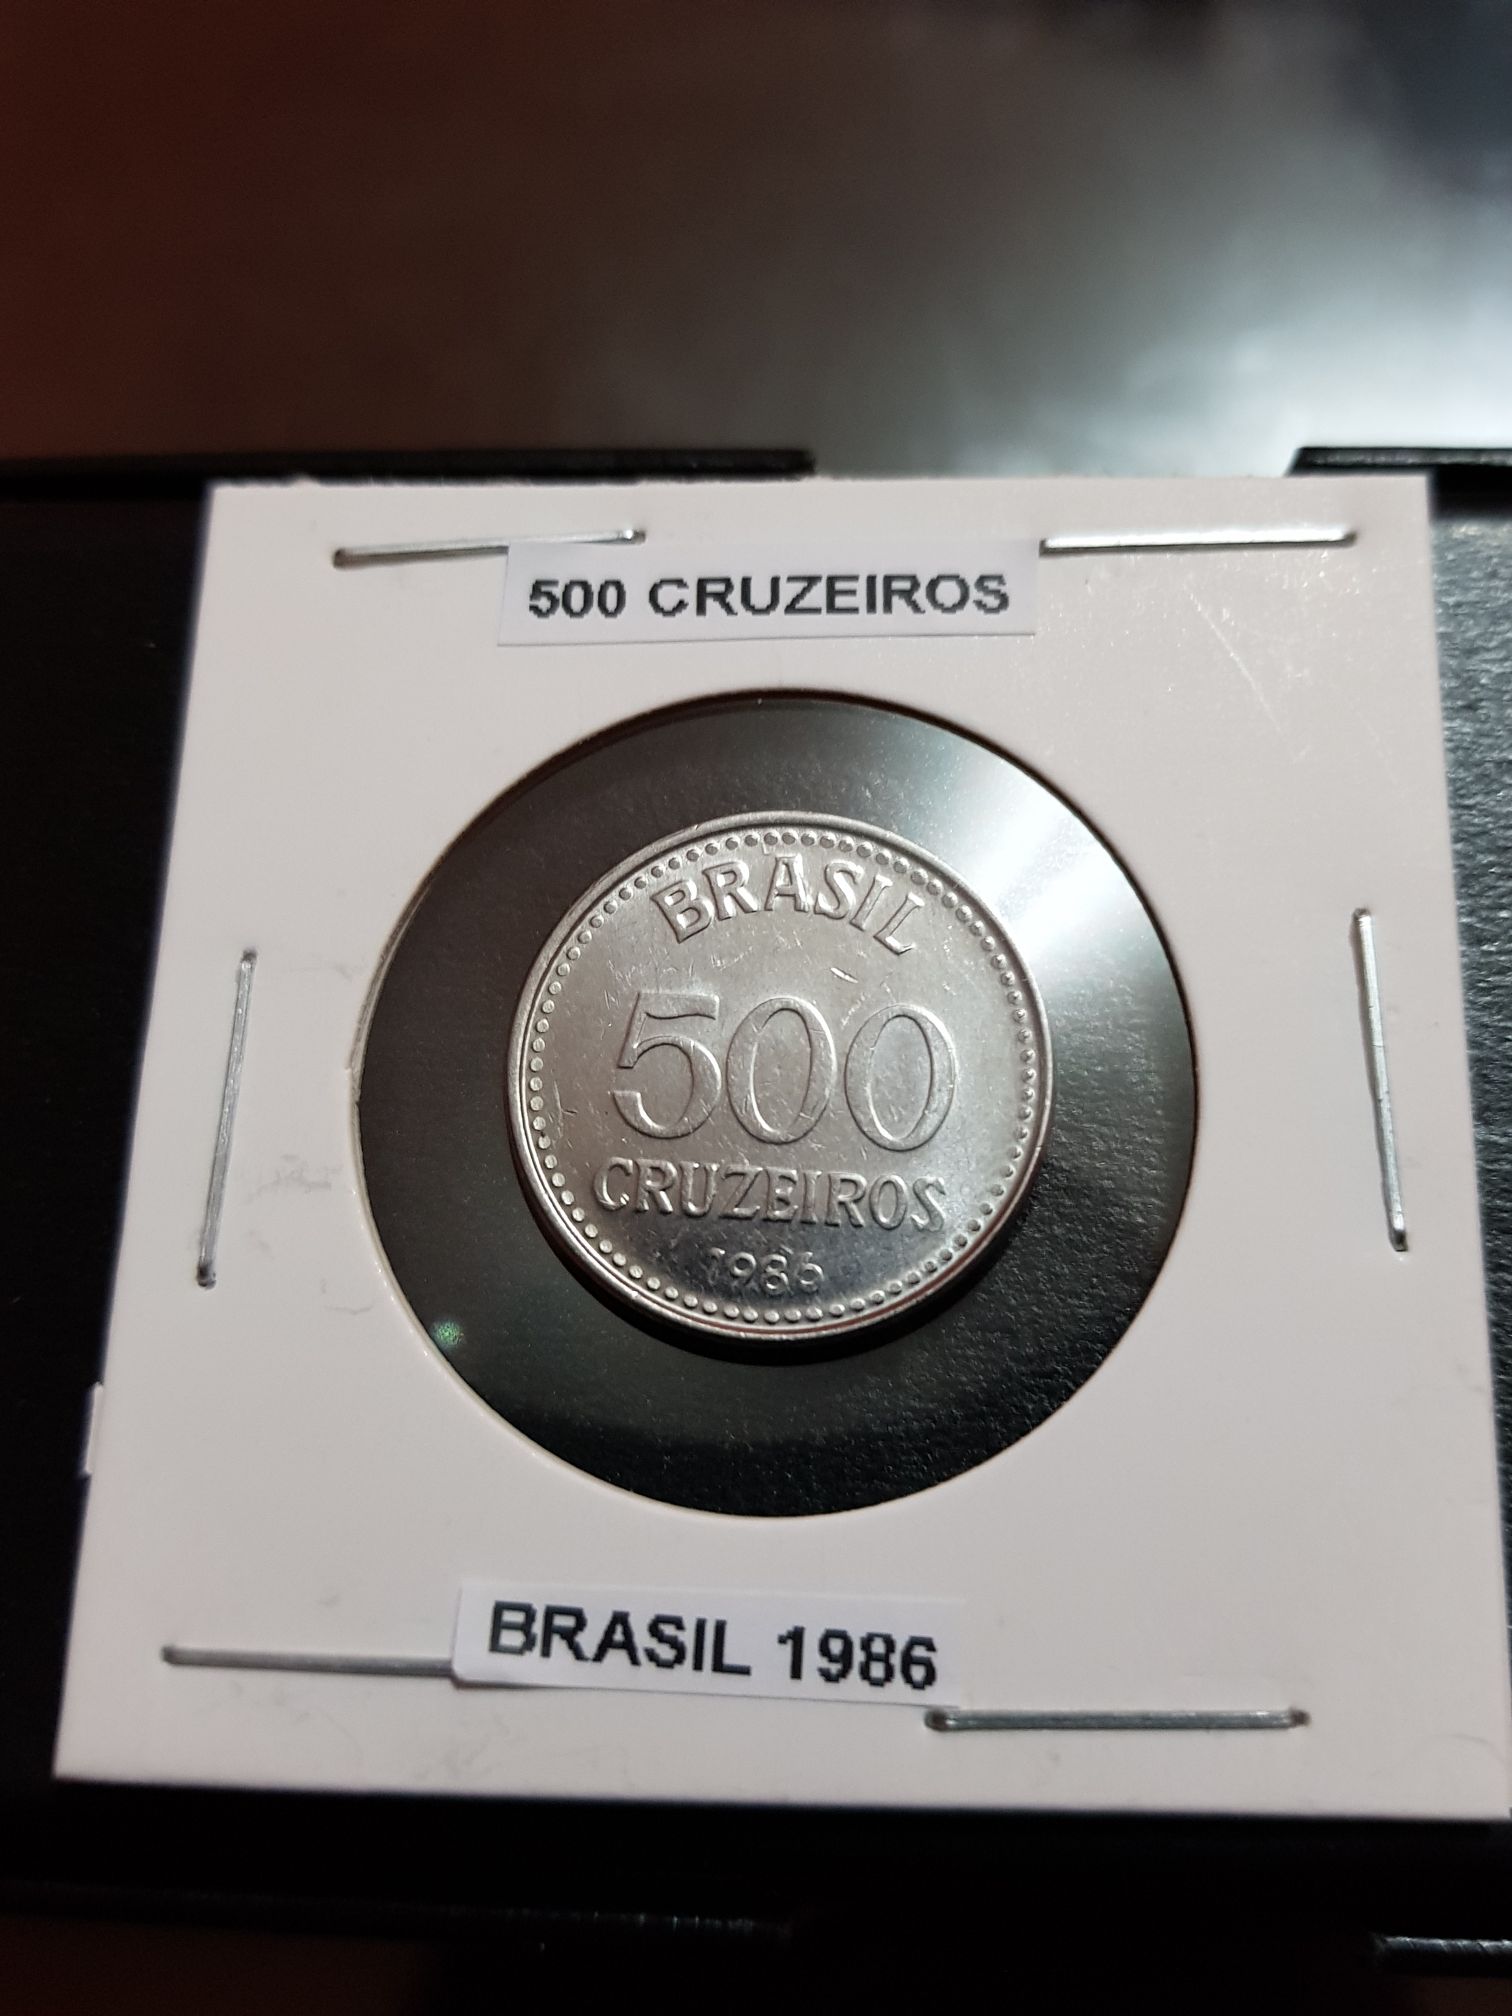 500 CRUZEIROS
BRASIL
500
CRUZEIROS
1986
BRASIL 1986